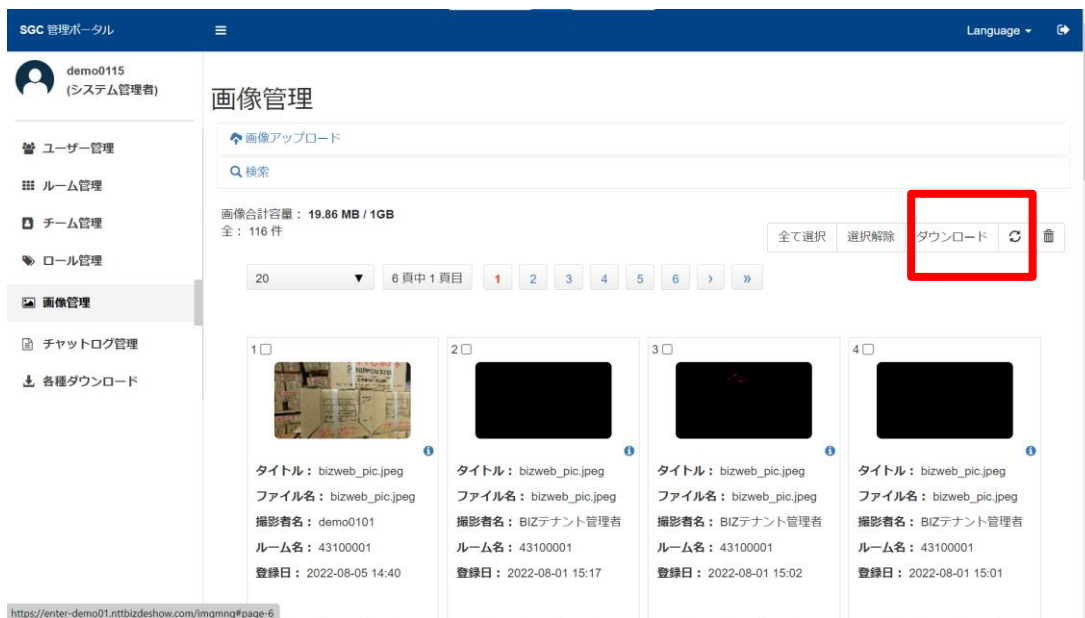 SGC 管理ポータル
Language
demo0115
(システム管理者)
ユーザー管理
ルーム管理
チーム管理
ロール管理
画像管理
チャットログ管理
各種ダウンロード
画像管理
画像アップロード
検索
画像合計容量： 19.86 MB / 1GB
全： 116 件
全て選択 選択解除 ダウンロード
20 ▼ 6 頁中 1 頁目 1 2 3 4 5 6 › »
1
タイトル： bizweb_pic.jpeg
ファイル名： bizweb_pic.jpeg
撮影者名： demo0101
ルーム名： 43100001
登録日： 2022-08-05 14:40
2
タイトル： bizweb_pic.jpeg
ファイル名： bizweb_pic.jpeg
撮影者名： BIZテナント管理者
ルーム名： 43100001
登録日： 2022-08-01 15:17
3
タイトル： bizweb_pic.jpeg
ファイル名： bizweb_pic.jpeg
撮影者名： BIZテナント管理者
ルーム名： 43100001
登録日： 2022-08-01 15:02
4
タイトル： bizweb_pic.jpeg
ファイル名： bizweb_pic.jpeg
撮影者名： BIZテナント管理者
ルーム名： 43100001
登録日： 2022-08-01 15:01
https://enter-demo01.nttbizdeshow.com/imgmng#page-6